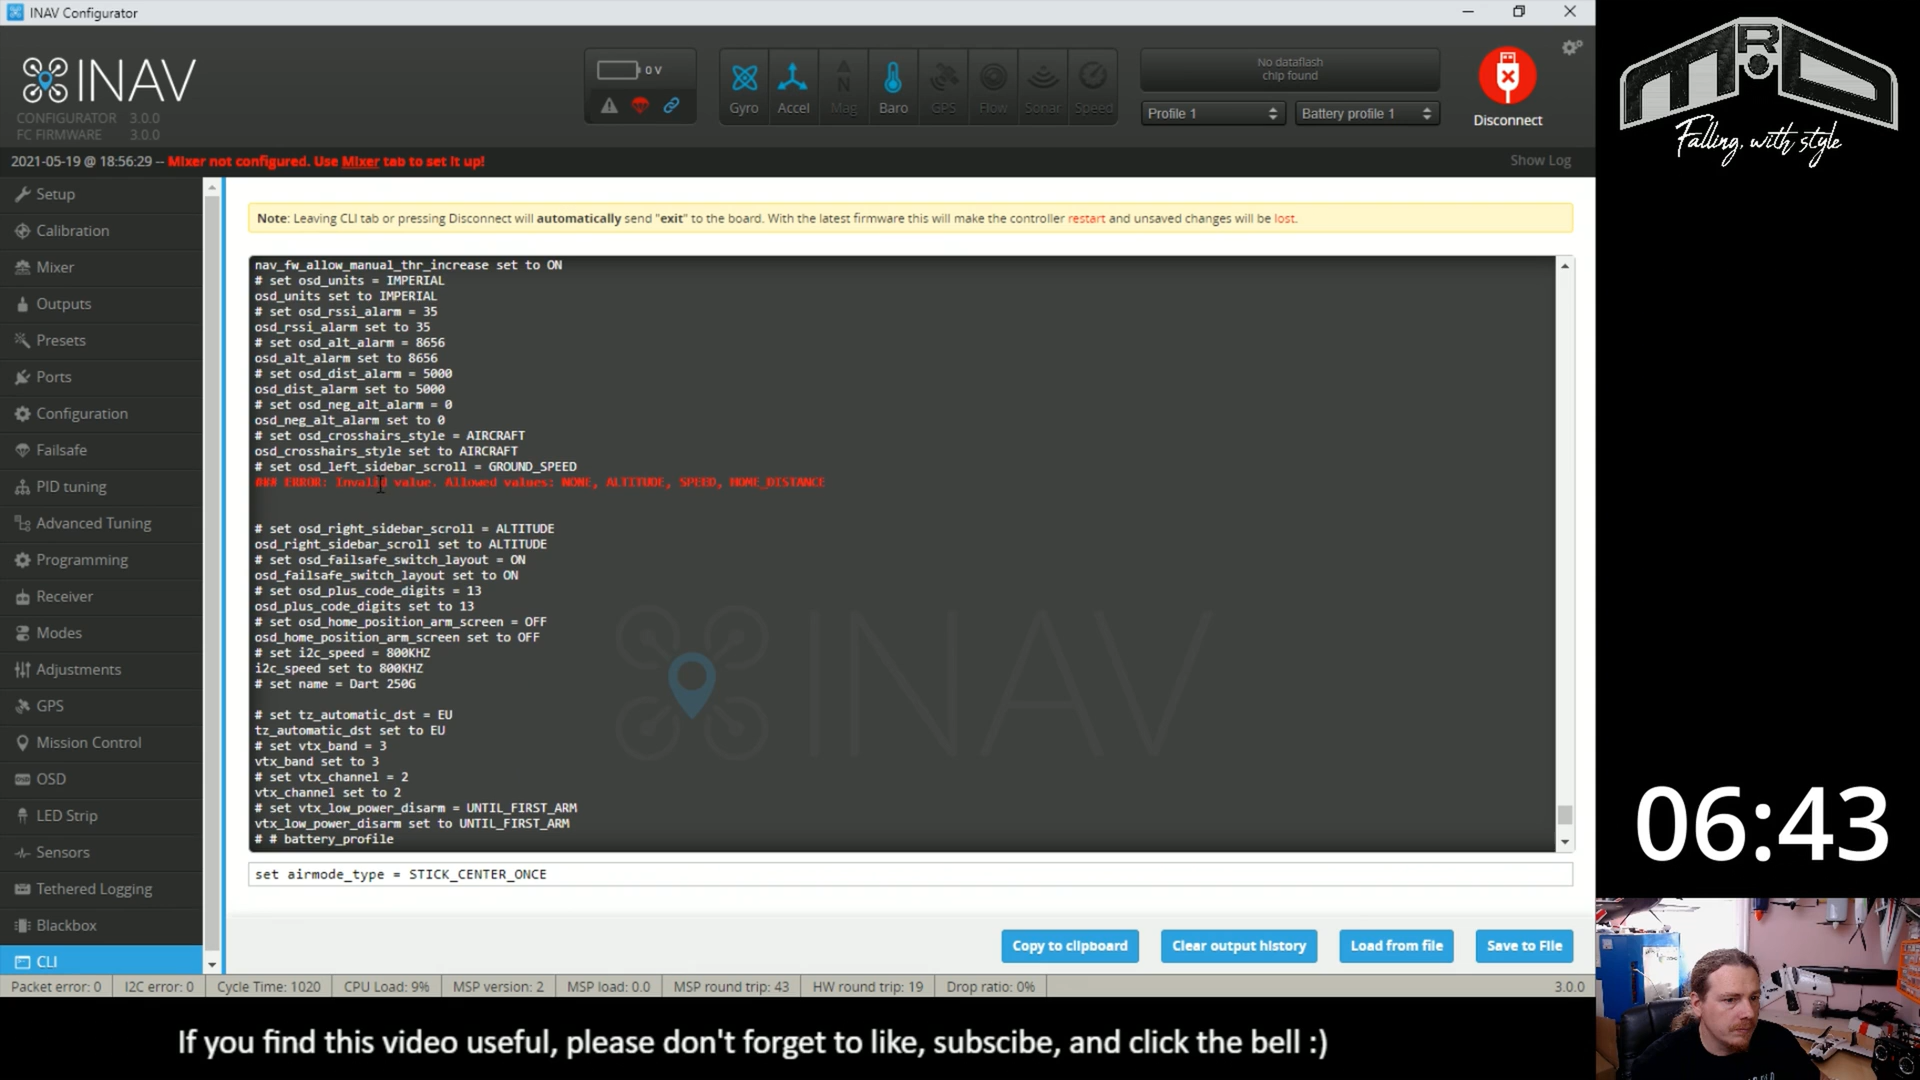 INAV Configurator
INAV
CONFIGURATOR 3.0.0
FC FIRMWARE 3.0.0
0 V
Gyro
Accel
Mag
Baro
GPS
Flow
Sonar
Speed
No dataflash
chip found
Profile 1
Battery profile 1
Disconnect
2021-05-19 @ 18:56:29 -- Mixer not configured. Use Mixer tab to set it up!
Show Log
Setup
Calibration
Mixer
Outputs
Presets
Ports
Configuration
Failsafe
PID tuning
Advanced Tuning
Programming
Receiver
Modes
Adjustments
GPS
Mission Control
OSD
LED Strip
Sensors
Tethered Logging
Blackbox
CLI
Note: Leaving CLI tab or pressing Disconnect will automatically send "exit" to the board. With the latest firmware this will make the controller restart and unsaved changes will be lost.
nav_fw_allow_manual_thr_increase set to ON
# set osd_units = IMPERIAL
osd_units set to IMPERIAL
# set osd_rssi_alarm = 35
osd_rssi_alarm set to 35
# set osd_alt_alarm = 8656
osd_alt_alarm set to 8656
# set osd_dist_alarm = 5000
osd_dist_alarm set to 5000
# set osd_neg_alt_alarm = 0
osd_neg_alt_alarm set to 0
# set osd_crosshairs_style = AIRCRAFT
osd_crosshairs_style set to AIRCRAFT
# set osd_left_sidebar_scroll = GROUND_SPEED
### ERROR: Invalid value. Allowed values: NONE, ALTITUDE, SPEED, HOME_DISTANCE
# set osd_right_sidebar_scroll = ALTITUDE
osd_right_sidebar_scroll set to ALTITUDE
# set osd_failsafe_switch_layout = ON
osd_failsafe_switch_layout set to ON
# set osd_plus_code_digits = 13
osd_plus_code_digits set to 13
# set osd_home_position_arm_screen = OFF
osd_home_position_arm_screen set to OFF
# set i2c_speed = 800KHZ
i2c_speed set to 800KHZ
# set name = Dart 250G
# set tz_automatic_dst = EU
tz_automatic_dst set to EU
# set vtx_band = 3
vtx_band set to 3
# set vtx_channel = 2
vtx_channel set to 2
# set vtx_low_power_disarm = UNTIL_FIRST_ARM
vtx_low_power_disarm set to UNTIL_FIRST_ARM
# # battery_profile
INAV
set airmode_type = STICK_CENTER_ONCE
Copy to clipboard
Clear output history
Load from file
Save to File
Packet error: 0
I2C error: 0
Cycle Time: 1020
CPU Load: 9%
MSP version: 2
MSP load: 0.0
MSP round trip: 43
HW round trip: 19
Drop ratio: 0%
3.0.0
MRD
Falling, with style
06:43
If you find this video useful, please don't forget to like, subscibe, and click the bell :)